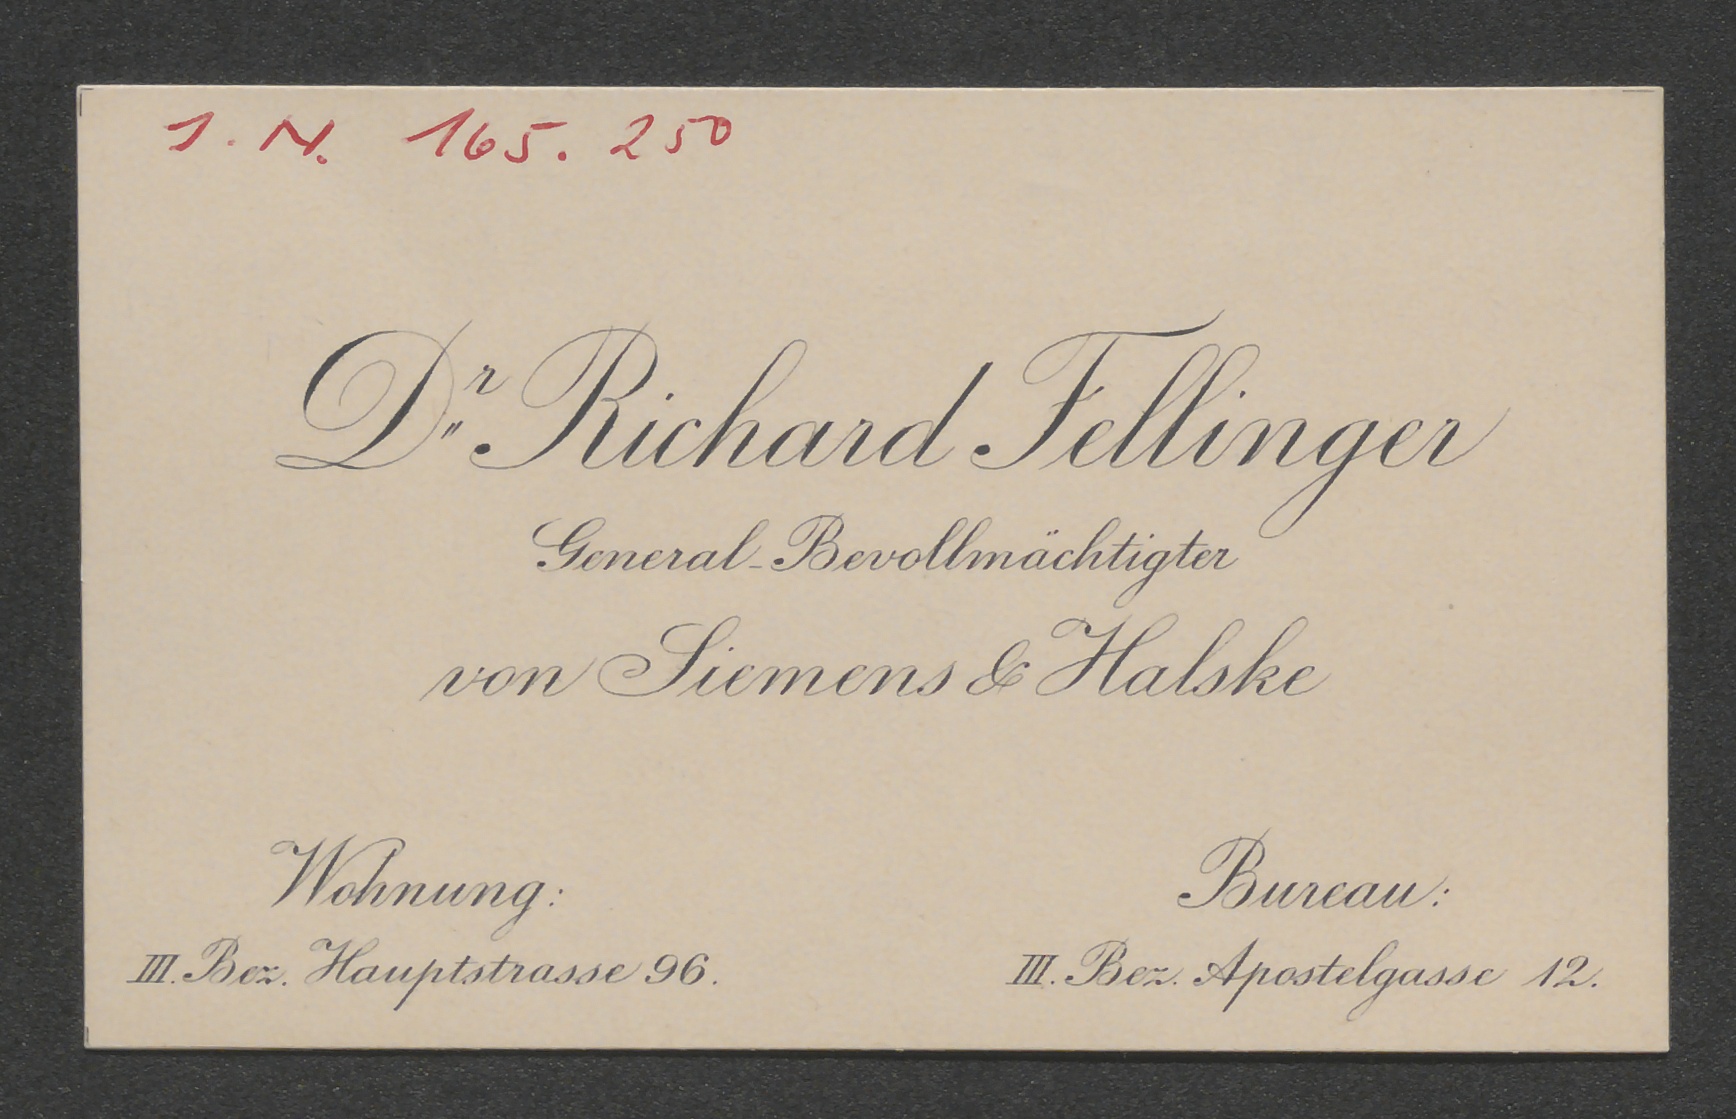 I. N. 165.250
Dr. Richard Fellinger
General-Bevollmächtigter
von Siemens & Halske
Wohnung:
III. Bez. Hauptstrasse 96.
Bureau:
III. Bez. Apostelgasse 12.